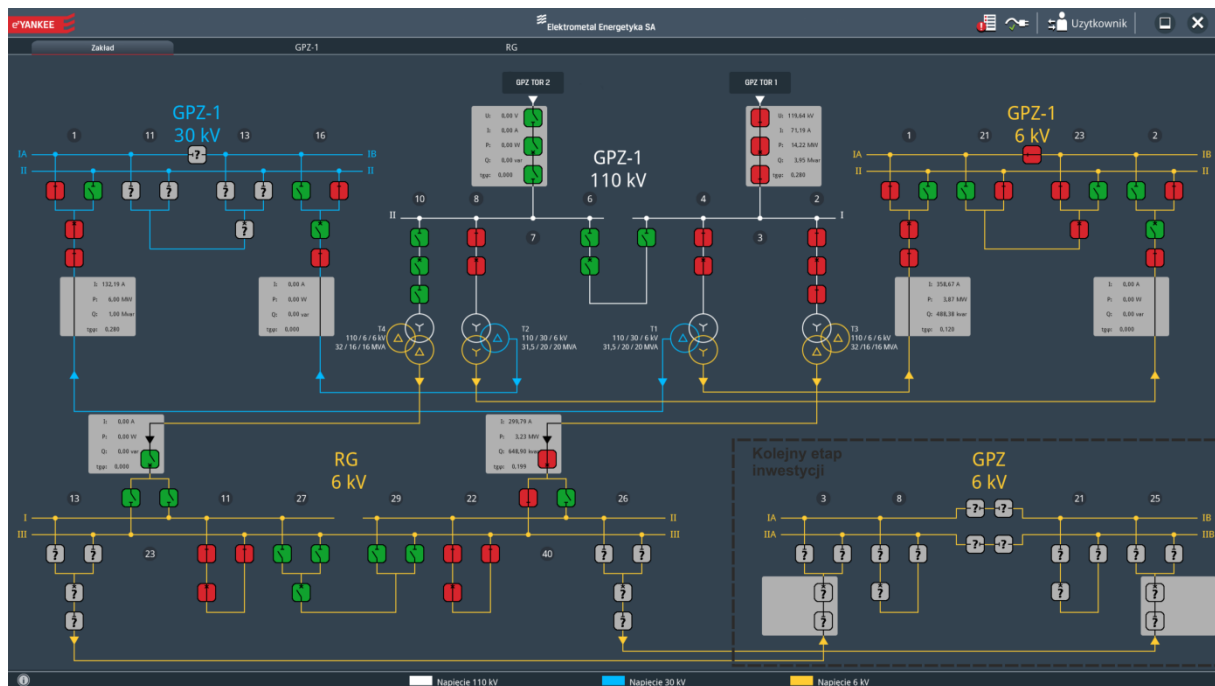 e²YANKEE
Elektrometal Energetyka SA
Uzytkownik
Zakład GPZ-1 RG
GPZ TOR 2
GPZ TOR 1
GPZ-1
30 kV
1 11 13 16
IA IB
II II
U: 0,00 V
I: 0,00 A
P: 0,00 W
Q: 0,00 var
tgφ: 0,000
GPZ-1
110 kV
U: 119,64 kV
I: 71,19 A
P: 14,22 MW
Q: 3,95 Mvar
tgφ: 0,280
GPZ-1
6 kV
1 21 23 2
IA IB
II II
10 8 6 4 2
II I
7 3
I: 132,19 A
P: 6,00 MW
Q: 1,00 Mvar
tgφ: 0,280
I: 0,00 A
P: 0,00 W
Q: 0,00 var
tgφ: 0,000
I: 358,67 A
P: 3,87 MW
Q: 488,38 kvar
tgφ: 0,120
I: 0,00 A
P: 0,00 MW
Q: 0,00 var
tgφ: 0,000
T4
110 / 6 / 6 kV
32 / 16 / 16 MVA
T2
110 / 30 / 6 kV
31,5 / 20 / 20 MVA
T1
110 / 30 / 6 kV
31,5 / 20 / 20 MVA
T3
110 / 6 / 6 kV
32 /16 /16 MVA
I: 0,00 A
P: 0,00 W
Q: 0,00 var
tgφ: 0,000
I: 299,79 A
P: 3,23 MW
Q: 648,90 kvar
tgφ: 0,199
RG
6 kV
13 11 27 29 22 26
I II
III III
23 40
Kolejny etap
inwestycji
GPZ
6 kV
3 8 21 25
IA IB
IIA IIB
Napięcie 110 kV Napięcie 30 kV Napięcie 6 kV